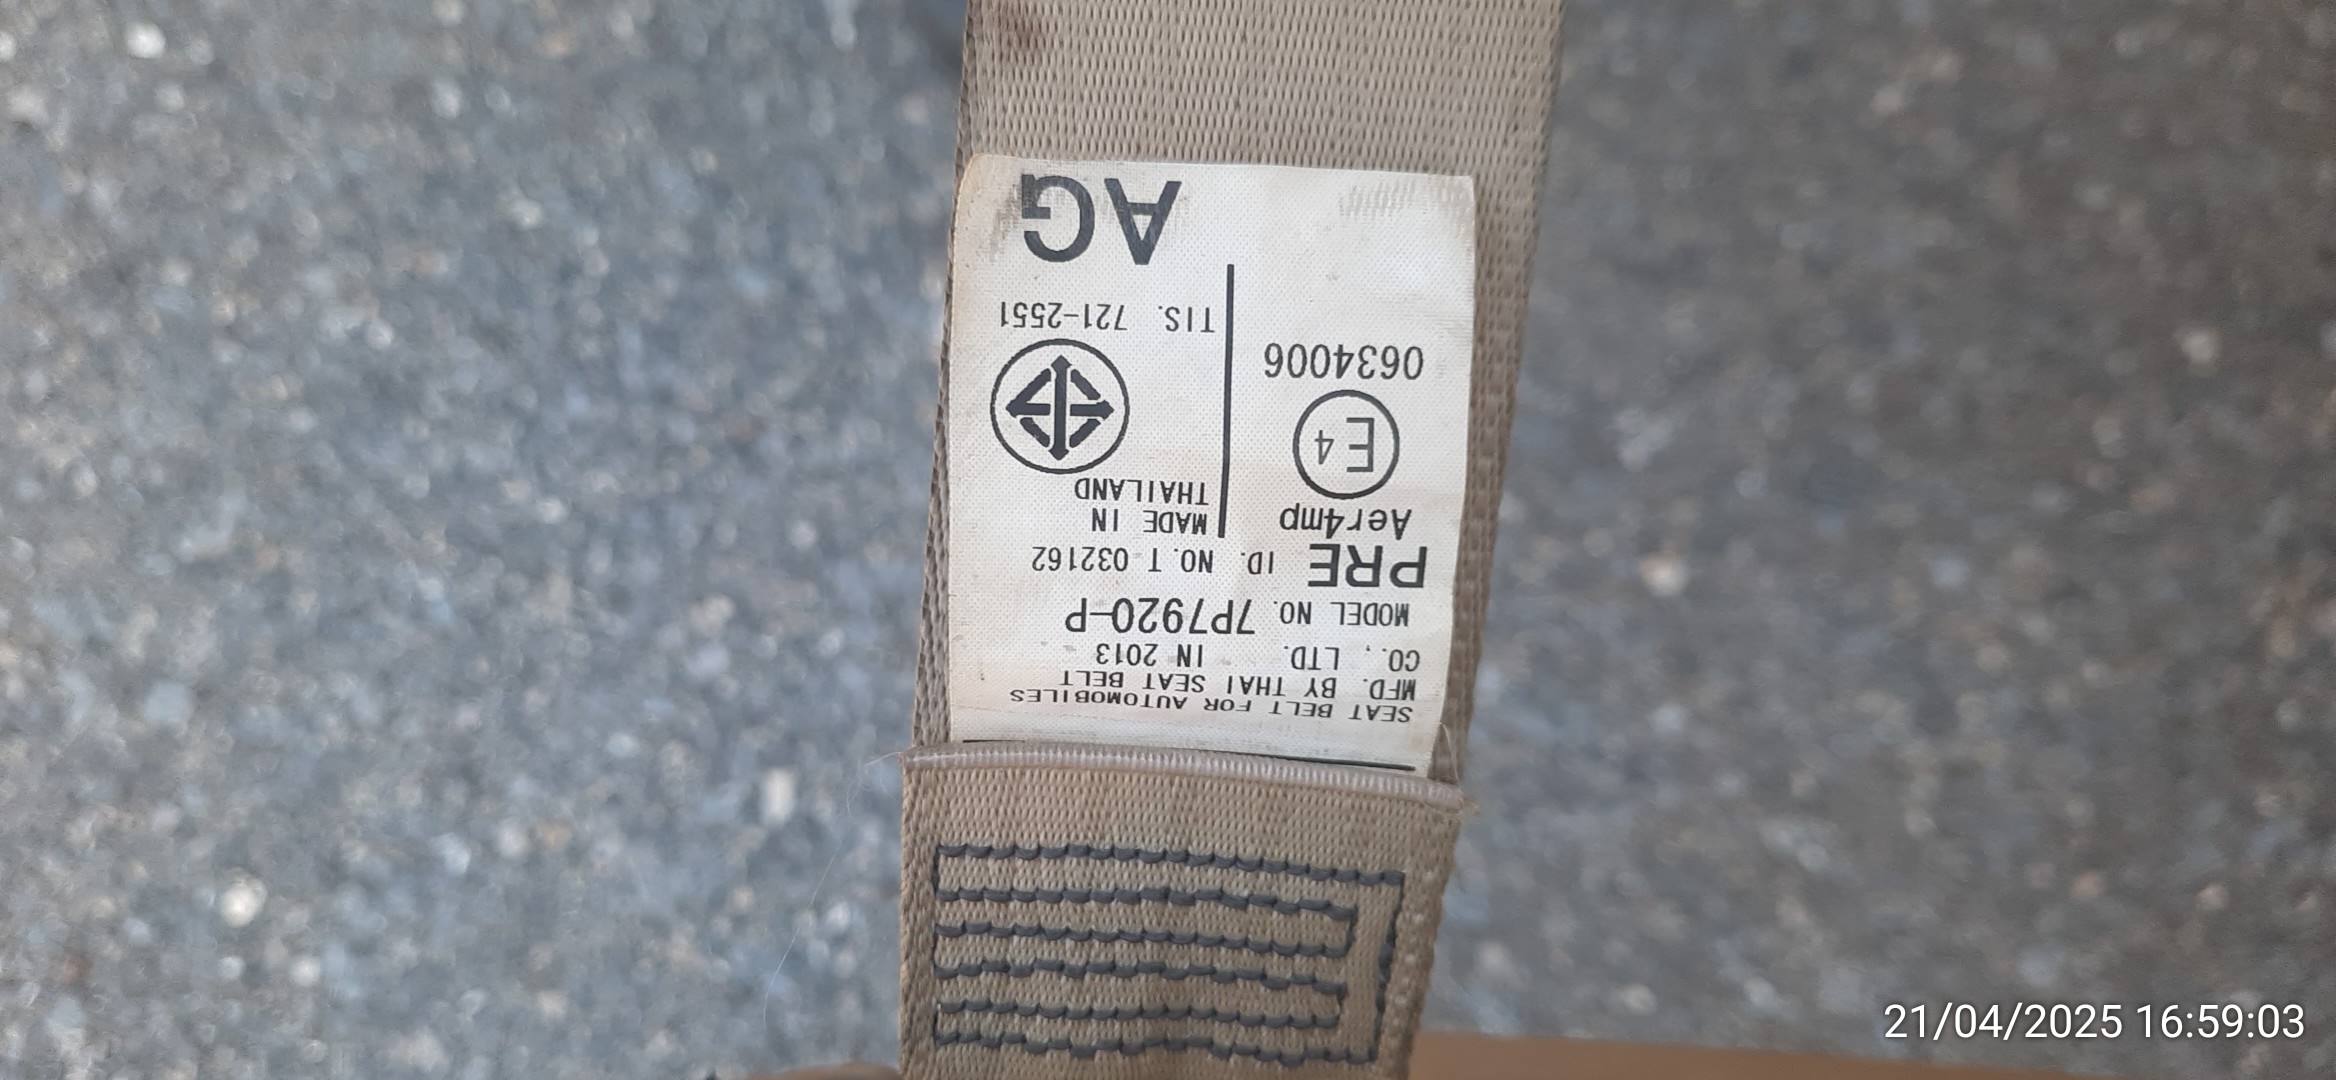 SEAT BELT FOR AUTOMOBILES
MFD. BY THAI SEAT BELT
CO., LTD. IN 2013
MODEL NO. 7P7920-P
PRE ID. NO.T 032162
Aer4mp
E4
0634006
MADE IN
THAILAND
TIS. 721-2551
AG
21/04/2025 16:59:03